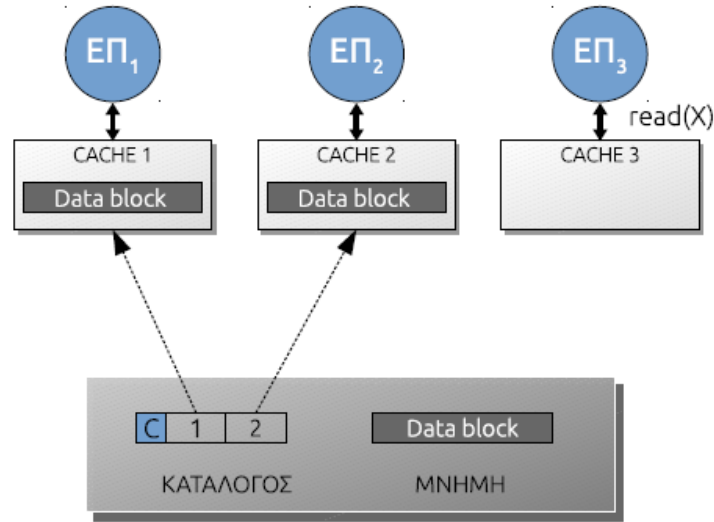 ΕΠ1 ΕΠ2 ΕΠ3
read(X)
CACHE 1 CACHE 2 CACHE 3
Data block Data block
C 1 2 Data block
ΚΑΤΑΛΟΓΟΣ ΜΝΗΜΗ